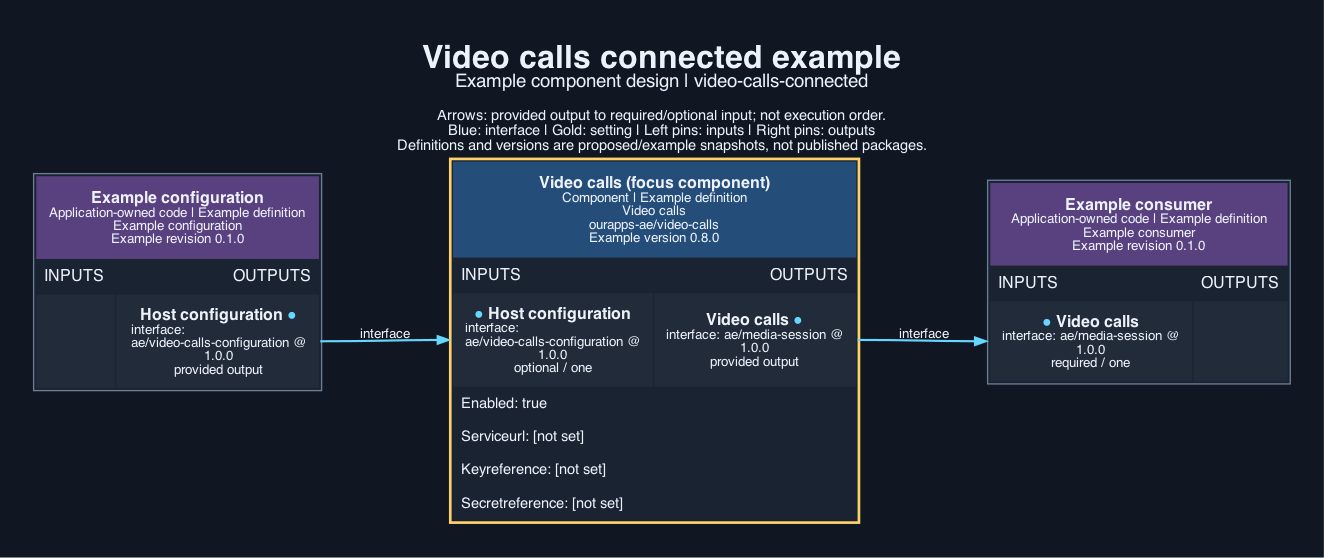 Video calls connected example
Example component design | video-calls-connected
Arrows: provided output to required/optional input; not execution order.
Blue: interface | Gold: setting | Left pins: inputs | Right pins: outputs
Definitions and versions are proposed/example snapshots, not published packages.
Example configuration
Application-owned code | Example definition
Example configuration
Example revision 0.1.0
INPUTS
OUTPUTS
Host configuration
interface:
ae/video-calls-configuration @
1.0.0
provided output
interface
Video calls (focus component)
Component | Example definition
Video calls
ourapps-ae/video-calls
Example version 0.8.0
INPUTS
OUTPUTS
Host configuration
interface:
ae/video-calls-configuration @
1.0.0
optional / one
Video calls
interface: ae/media-session @
1.0.0
provided output
Enabled: true
Serviceurl: [not set]
Keyreference: [not set]
Secretreference: [not set]
interface
Example consumer
Application-owned code | Example definition
Example consumer
Example revision 0.1.0
INPUTS
OUTPUTS
Video calls
interface: ae/media-session @
1.0.0
required / one